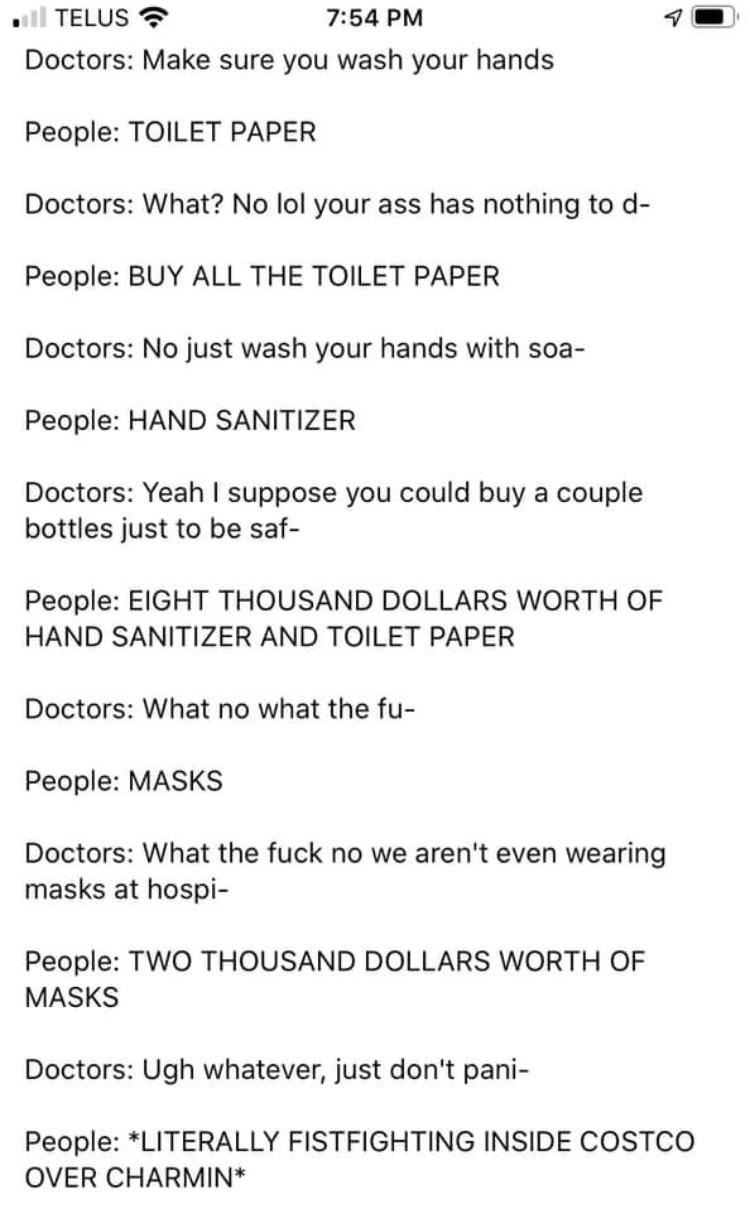 TELUS 7:54 PM
Doctors: Make sure you wash your hands
People: TOILET PAPER
Doctors: What? No lol your ass has nothing to d-
People: BUY ALL THE TOILET PAPER
Doctors: No just wash your hands with soa-
People: HAND SANITIZER
Doctors: Yeah I suppose you could buy a couple
bottles just to be saf-
People: EIGHT THOUSAND DOLLARS WORTH OF
HAND SANITIZER AND TOILET PAPER
Doctors: What no what the fu-
People: MASKS
Doctors: What the fuck no we aren't even wearing
masks at hospi-
People: TWO THOUSAND DOLLARS WORTH OF
MASKS
Doctors: Ugh whatever, just don't pani-
People: *LITERALLY FISTFIGHTING INSIDE COSTCO
OVER CHARMIN*